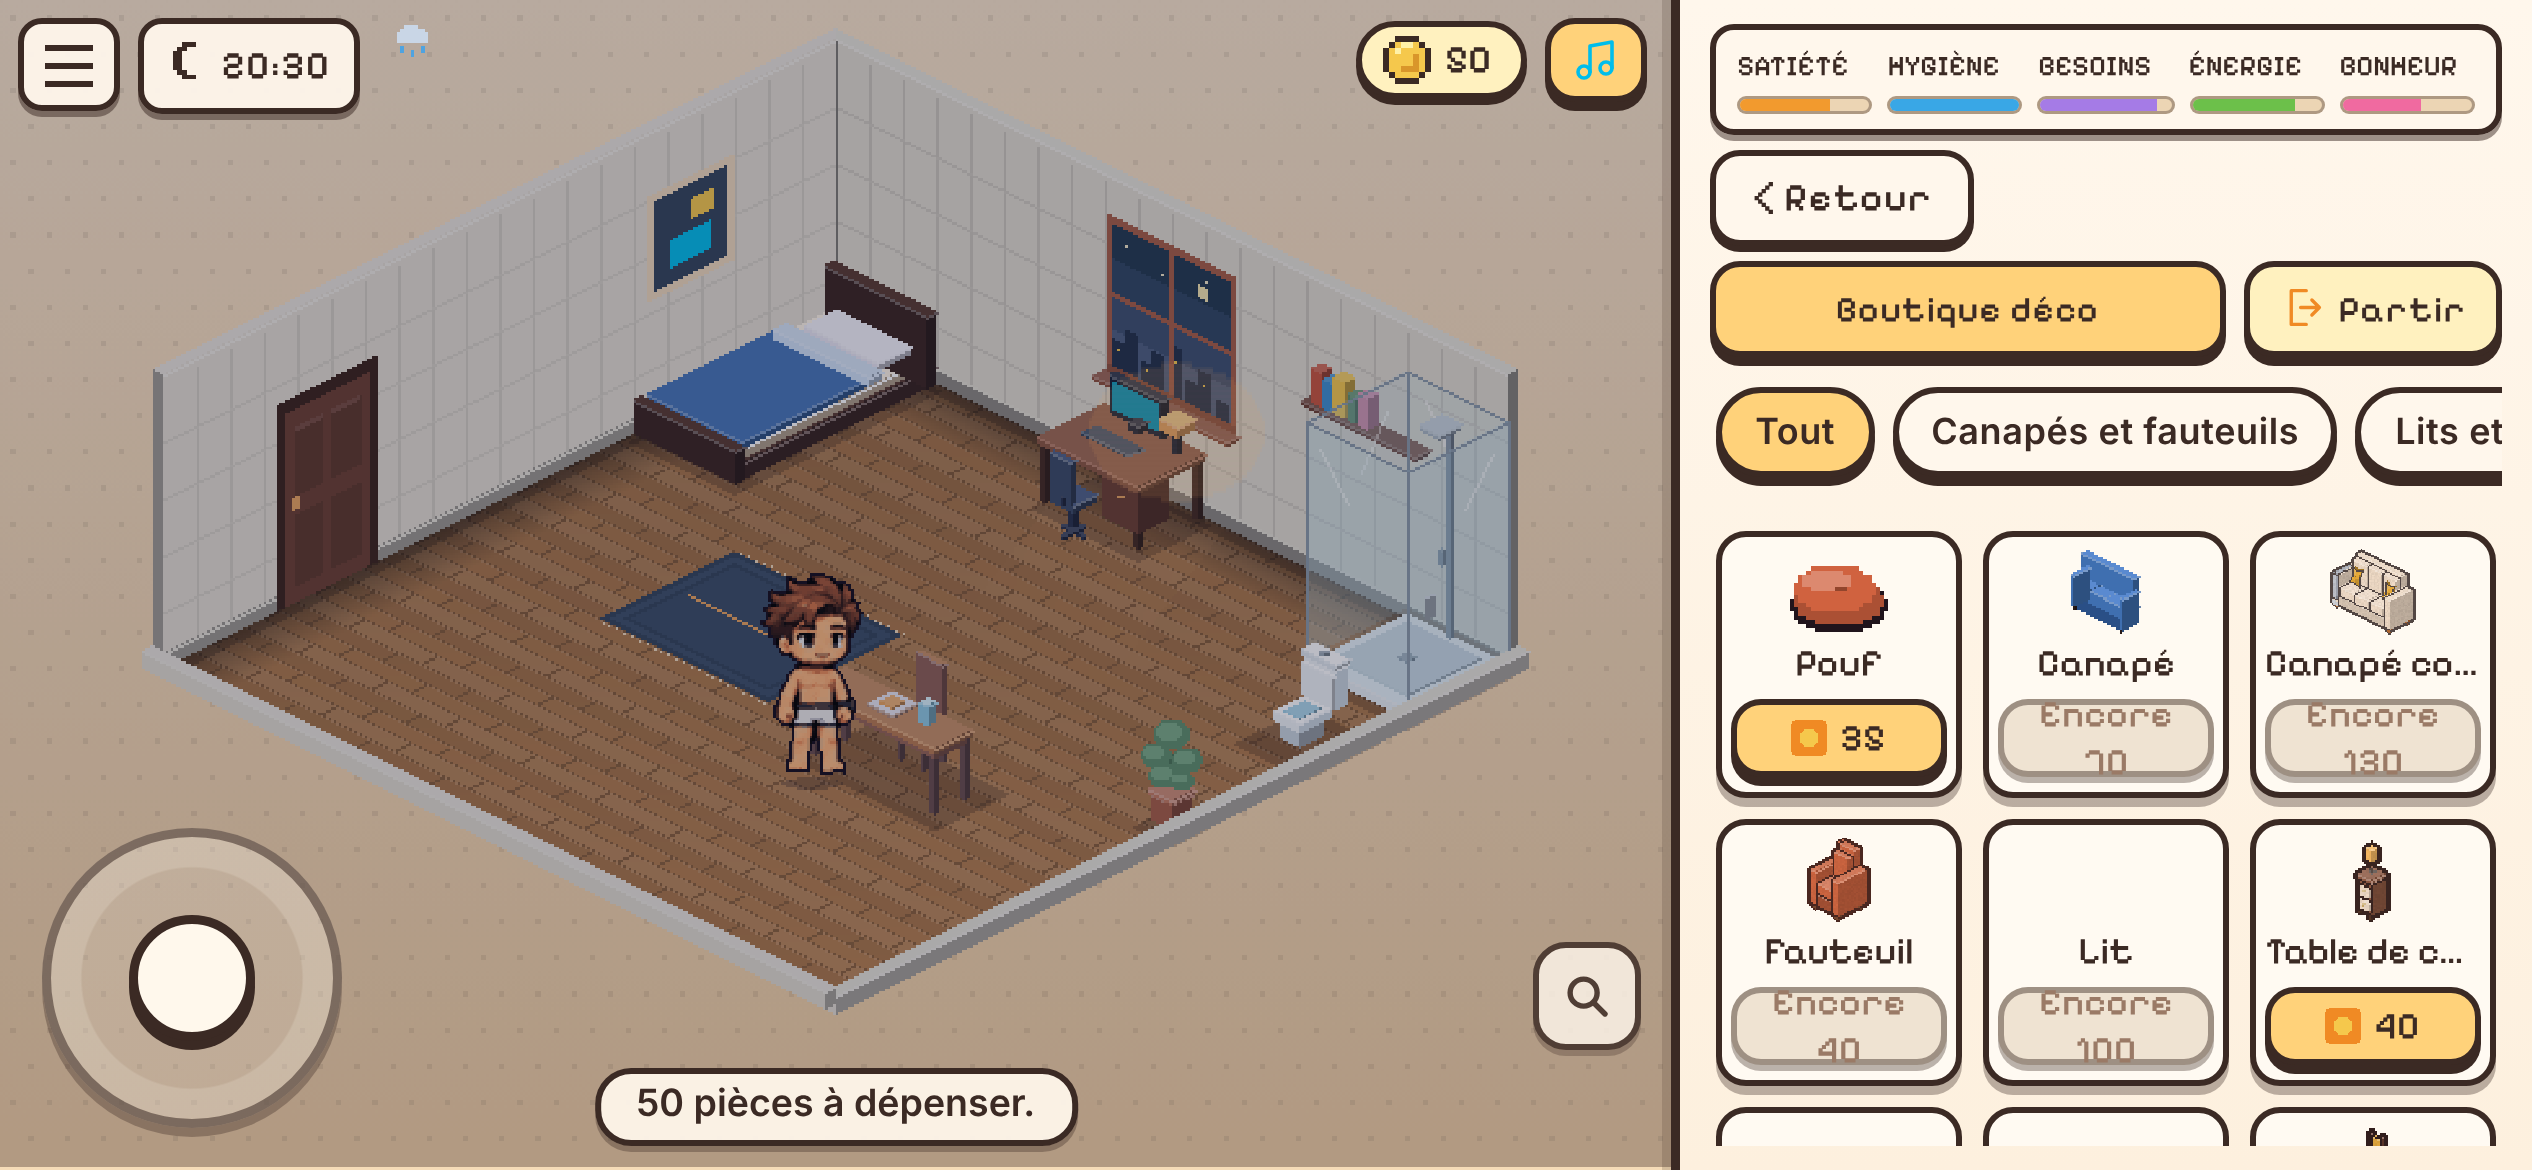 20:30
50
SATIÉTÉ HYGIÈNE BESOINS ÉNERGIE BONHEUR
Retour
Boutique déco Partir
Tout Canapés et fauteuils Lits et
Pouf Canapé Canapé co...
35 Encore 70 Encore 130
Fauteuil Lit Table de c...
Encore 40 Encore 100 40
50 pièces à dépenser.